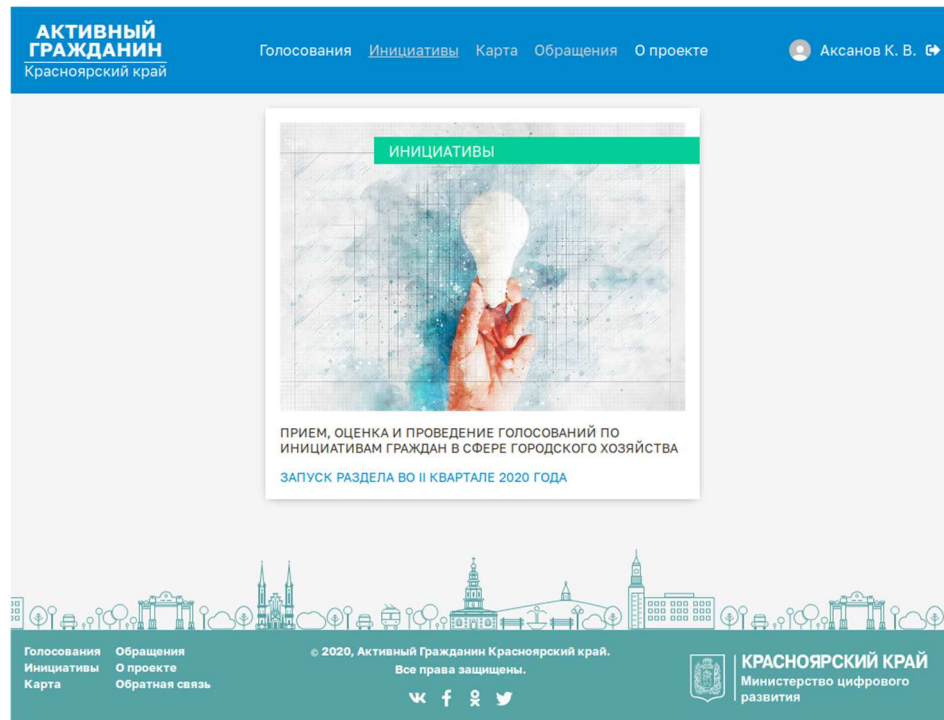 АКТИВНЫЙ
ГРАЖДАНИН
Красноярский край
Голосования Инициативы Карта Обращения О проекте
Аксанов К. В.
ИНИЦИАТИВЫ
ПРИЕМ, ОЦЕНКА И ПРОВЕДЕНИЕ ГОЛОСОВАНИЙ ПО
ИНИЦИАТИВАМ ГРАЖДАН В СФЕРЕ ГОРОДСКОГО ХОЗЯЙСТВА
ЗАПУСК РАЗДЕЛА ВО II КВАРТАЛЕ 2020 ГОДА
Голосования Обращения
Инициативы О проекте
Карта Обратная связь
© 2020, Активный Гражданин Красноярский край.
Все права защищены.
КРАСНОЯРСКИЙ КРАЙ
Министерство цифрового
развития